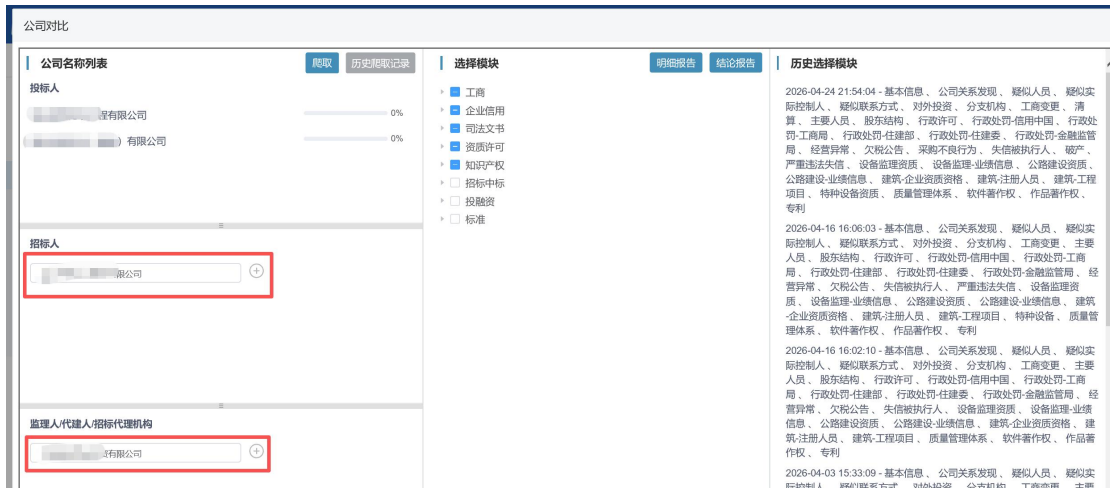 公司对比
公司名称列表
爬取
历史爬取记录
投标人
程有限公司
0%
）有限公司
0%
招标人
限公司
监理人/代建人/招标代理机构
有限公司
选择模块
明细报告
结论报告
工商
企业信用
司法文书
资质许可
知识产权
招标中标
投融资
标准
历史选择模块
2026-04-24 21:54:04 - 基本信息 、 公司关系发现 、 疑似人员 、 疑似实
际控制人 、 疑似联系方式 、 对外投资 、 分支机构 、 工商变更 、 清
算 、 主要人员 、 股东结构 、 行政许可 、 行政处罚-信用中国 、 行政处
罚-工商局 、 行政处罚-住建部 、 行政处罚-住建委 、 行政处罚-金融监管
局 、 经营异常 、 欠税公告 、 采购不良行为 、 失信被执行人 、 破产 、
严重违法失信 、 设备监理资质 、 设备监理-业绩信息 、 公路建设资质 、
公路建设-业绩信息 、 建筑-企业资质资格 、 建筑-注册人员 、 建筑-工程
项目 、 特种设备资质 、 质量管理体系 、 软件著作权 、 作品著作权 、
专利
2026-04-16 16:06:03 - 基本信息 、 公司关系发现 、 疑似人员 、 疑似实
际控制人 、 疑似联系方式 、 对外投资 、 分支机构 、 工商变更 、 主要
人员 、 股东结构 、 行政许可 、 行政处罚-信用中国 、 行政处罚-工商
局 、 行政处罚-住建部 、 行政处罚-住建委 、 行政处罚-金融监管局 、 经
营异常 、 欠税公告 、 失信被执行人 、 严重违法失信 、 设备监理资
质 、 设备监理-业绩信息 、 公路建设资质 、 公路建设-业绩信息 、 建筑
-企业资质资格 、 建筑-注册人员 、 建筑-工程项目 、 特种设备 、 质量管
理体系 、 软件著作权 、 作品著作权 、 专利
2026-04-16 16:02:10 - 基本信息 、 公司关系发现 、 疑似人员 、 疑似实
际控制人 、 疑似联系方式 、 对外投资 、 分支机构 、 工商变更 、 主要
人员 、 股东结构 、 行政许可 、 行政处罚-信用中国 、 行政处罚-工商
局 、 行政处罚-住建部 、 行政处罚-住建委 、 行政处罚-金融监管局 、 经
营异常 、 欠税公告 、 失信被执行人 、 设备监理资质 、 设备监理-业绩
信息 、 公路建设资质 、 公路建设-业绩信息 、 建筑-企业资质资格 、 建
筑-注册人员 、 建筑-工程项目 、 质量管理体系 、 软件著作权 、 作品著
作权 、 专利
2026-04-03 15:33:09 - 基本信息 、 公司关系发现 、 疑似人员 、 疑似实
际控制人 、 疑似联系方式 、 对外投资 、 分支机构 、 工商变更 、 主要